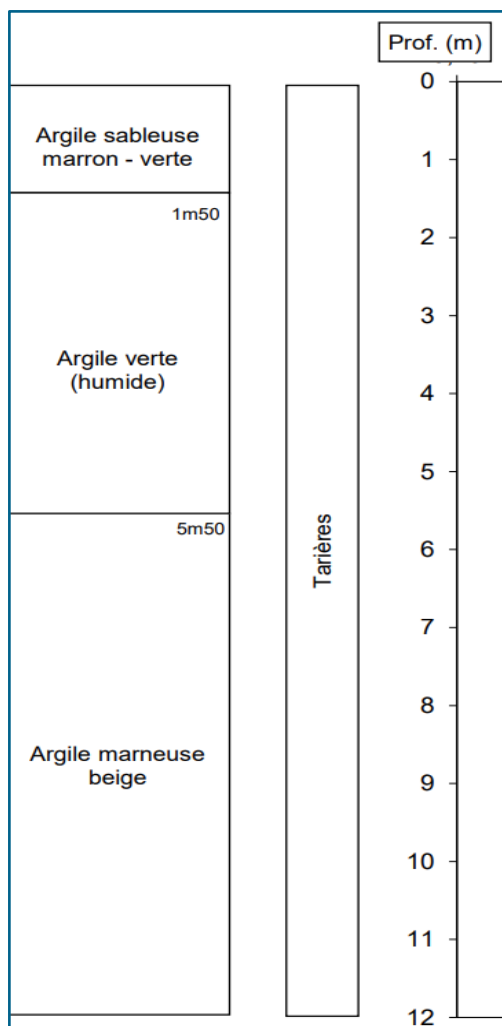 Prof. (m)
Argile sableuse
marron - verte
1m50
Argile verte
(humide)
5m50
Argile marneuse
beige
Tarières
0
1
2
3
4
5
6
7
8
9
10
11
12